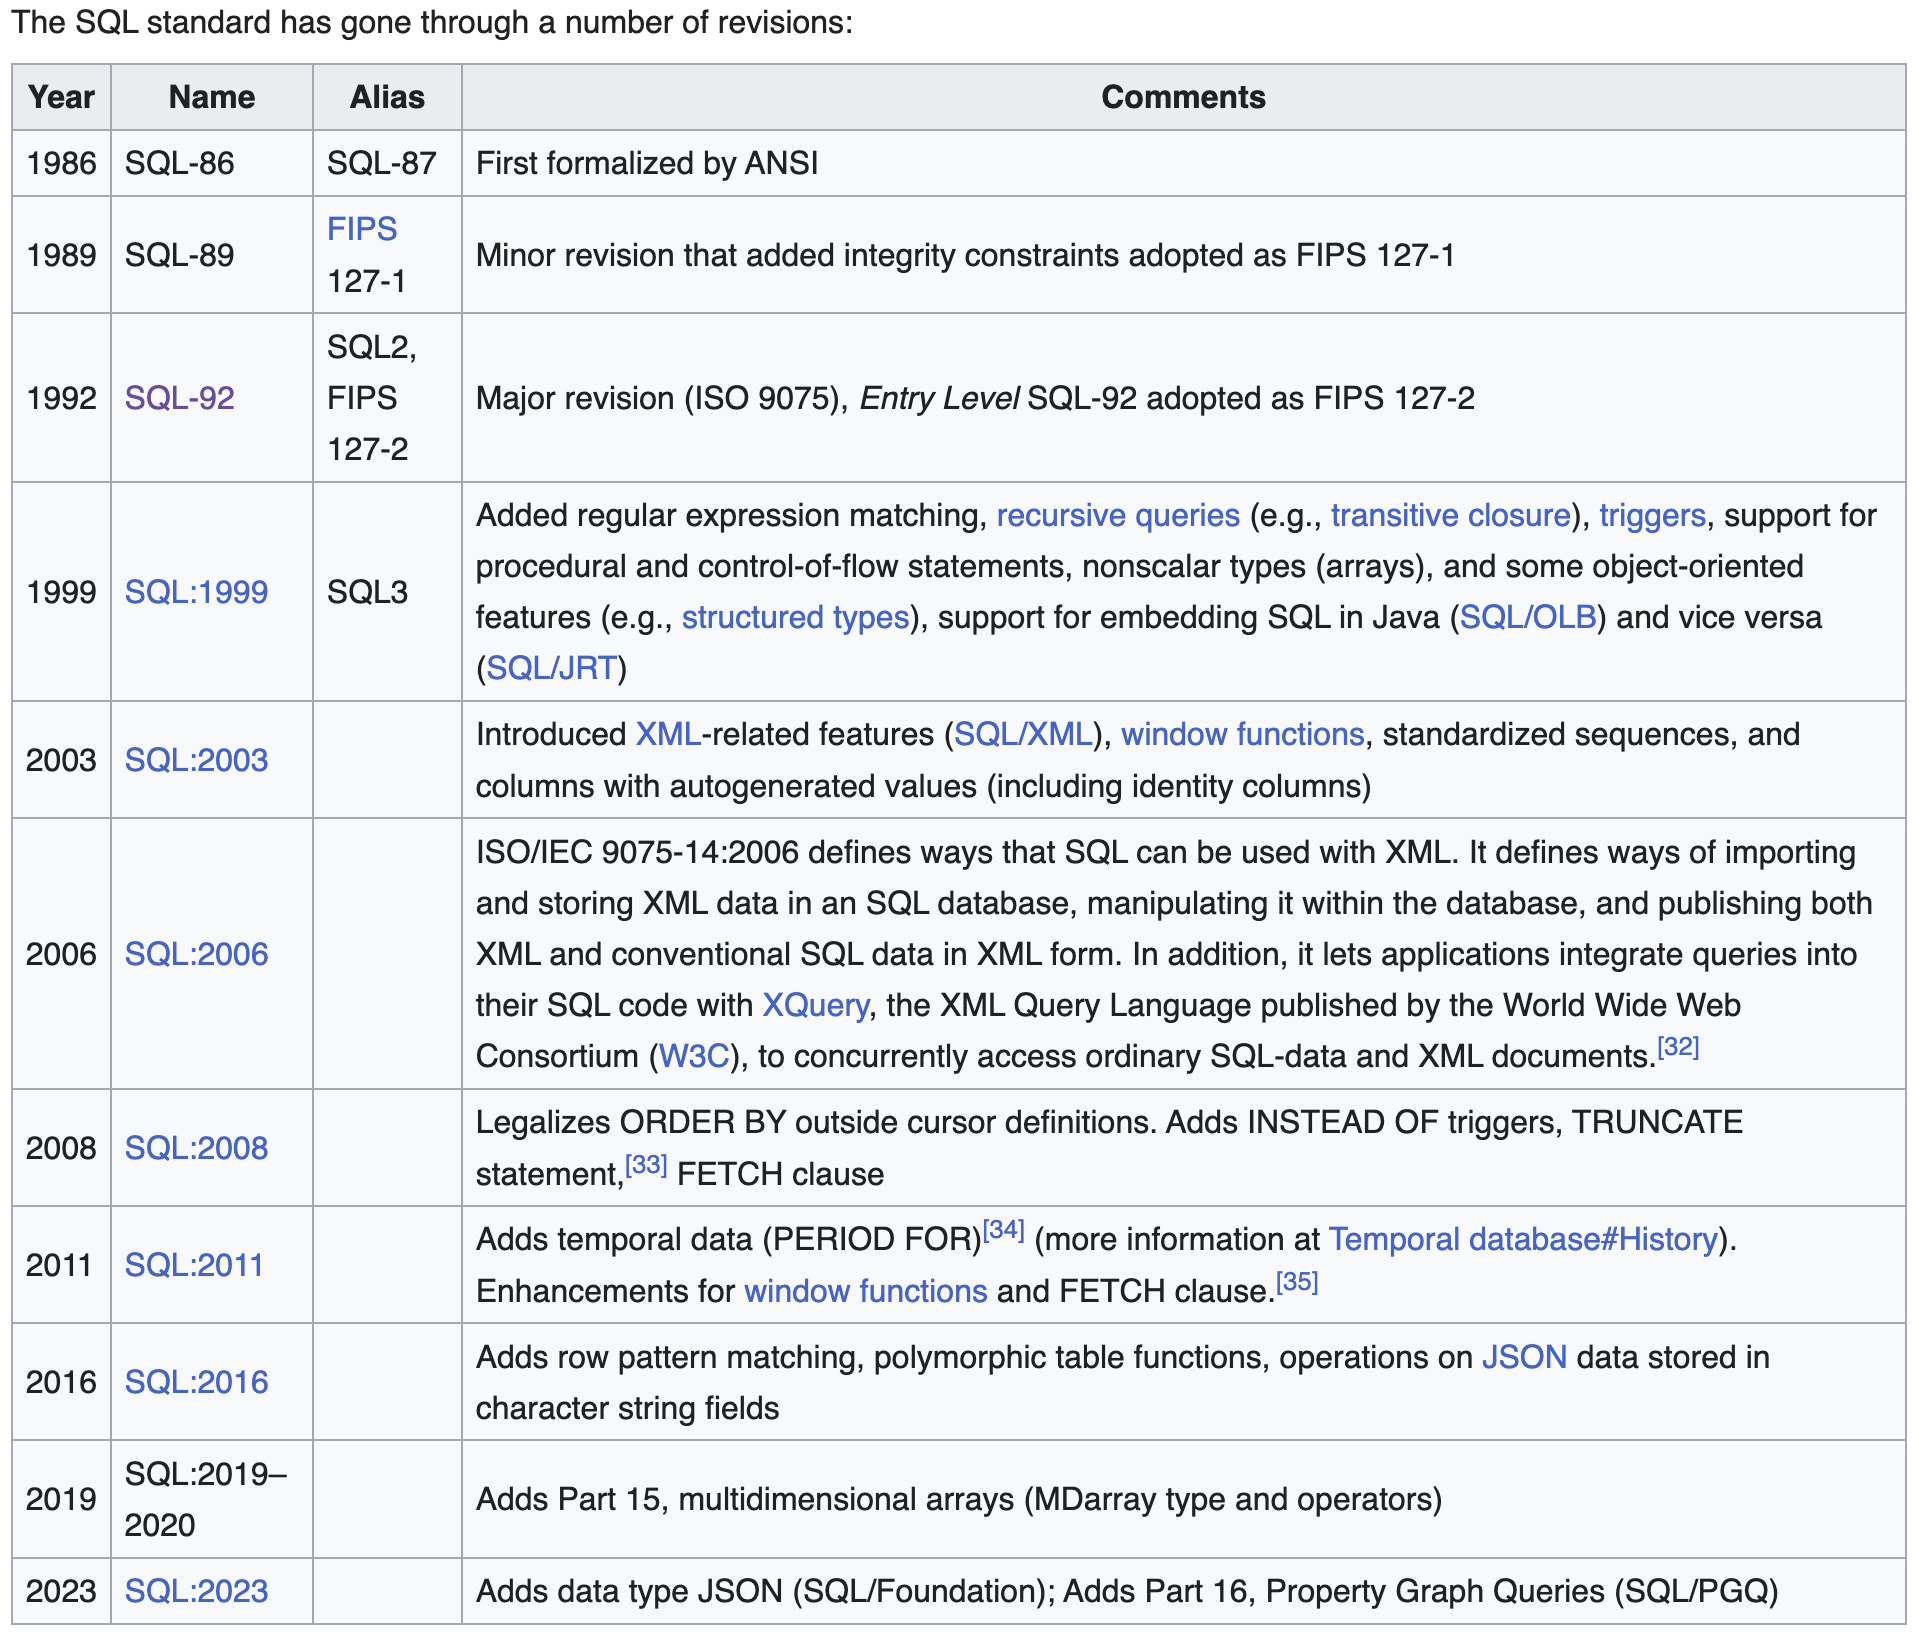 The SQL standard has gone through a number of revisions:
Year Name Alias Comments
1986 SQL-86 SQL-87 First formalized by ANSI
1989 SQL-89 FIPS 127-1 Minor revision that added integrity constraints adopted as FIPS 127-1
1992 SQL-92 SQL2, FIPS 127-2 Major revision (ISO 9075), Entry Level SQL-92 adopted as FIPS 127-2
1999 SQL:1999 SQL3 Added regular expression matching, recursive queries (e.g., transitive closure), triggers, support for
procedural and control-of-flow statements, nonscalar types (arrays), and some object-oriented
features (e.g., structured types), support for embedding SQL in Java (SQL/OLB) and vice versa
(SQL/JRT)
2003 SQL:2003 Introduced XML-related features (SQL/XML), window functions, standardized sequences, and
columns with autogenerated values (including identity columns)
2006 SQL:2006 ISO/IEC 9075-14:2006 defines ways that SQL can be used with XML. It defines ways of importing
and storing XML data in an SQL database, manipulating it within the database, and publishing both
XML and conventional SQL data in XML form. In addition, it lets applications integrate queries into
their SQL code with XQuery, the XML Query Language published by the World Wide Web
Consortium (W3C), to concurrently access ordinary SQL-data and XML documents.[32]
2008 SQL:2008 Legalizes ORDER BY outside cursor definitions. Adds INSTEAD OF triggers, TRUNCATE
statement,[33] FETCH clause
2011 SQL:2011 Adds temporal data (PERIOD FOR)[34] (more information at Temporal database#History).
Enhancements for window functions and FETCH clause.[35]
2016 SQL:2016 Adds row pattern matching, polymorphic table functions, operations on JSON data stored in
character string fields
2019 SQL:2019–2020 Adds Part 15, multidimensional arrays (MDarray type and operators)
2023 SQL:2023 Adds data type JSON (SQL/Foundation); Adds Part 16, Property Graph Queries (SQL/PGQ)